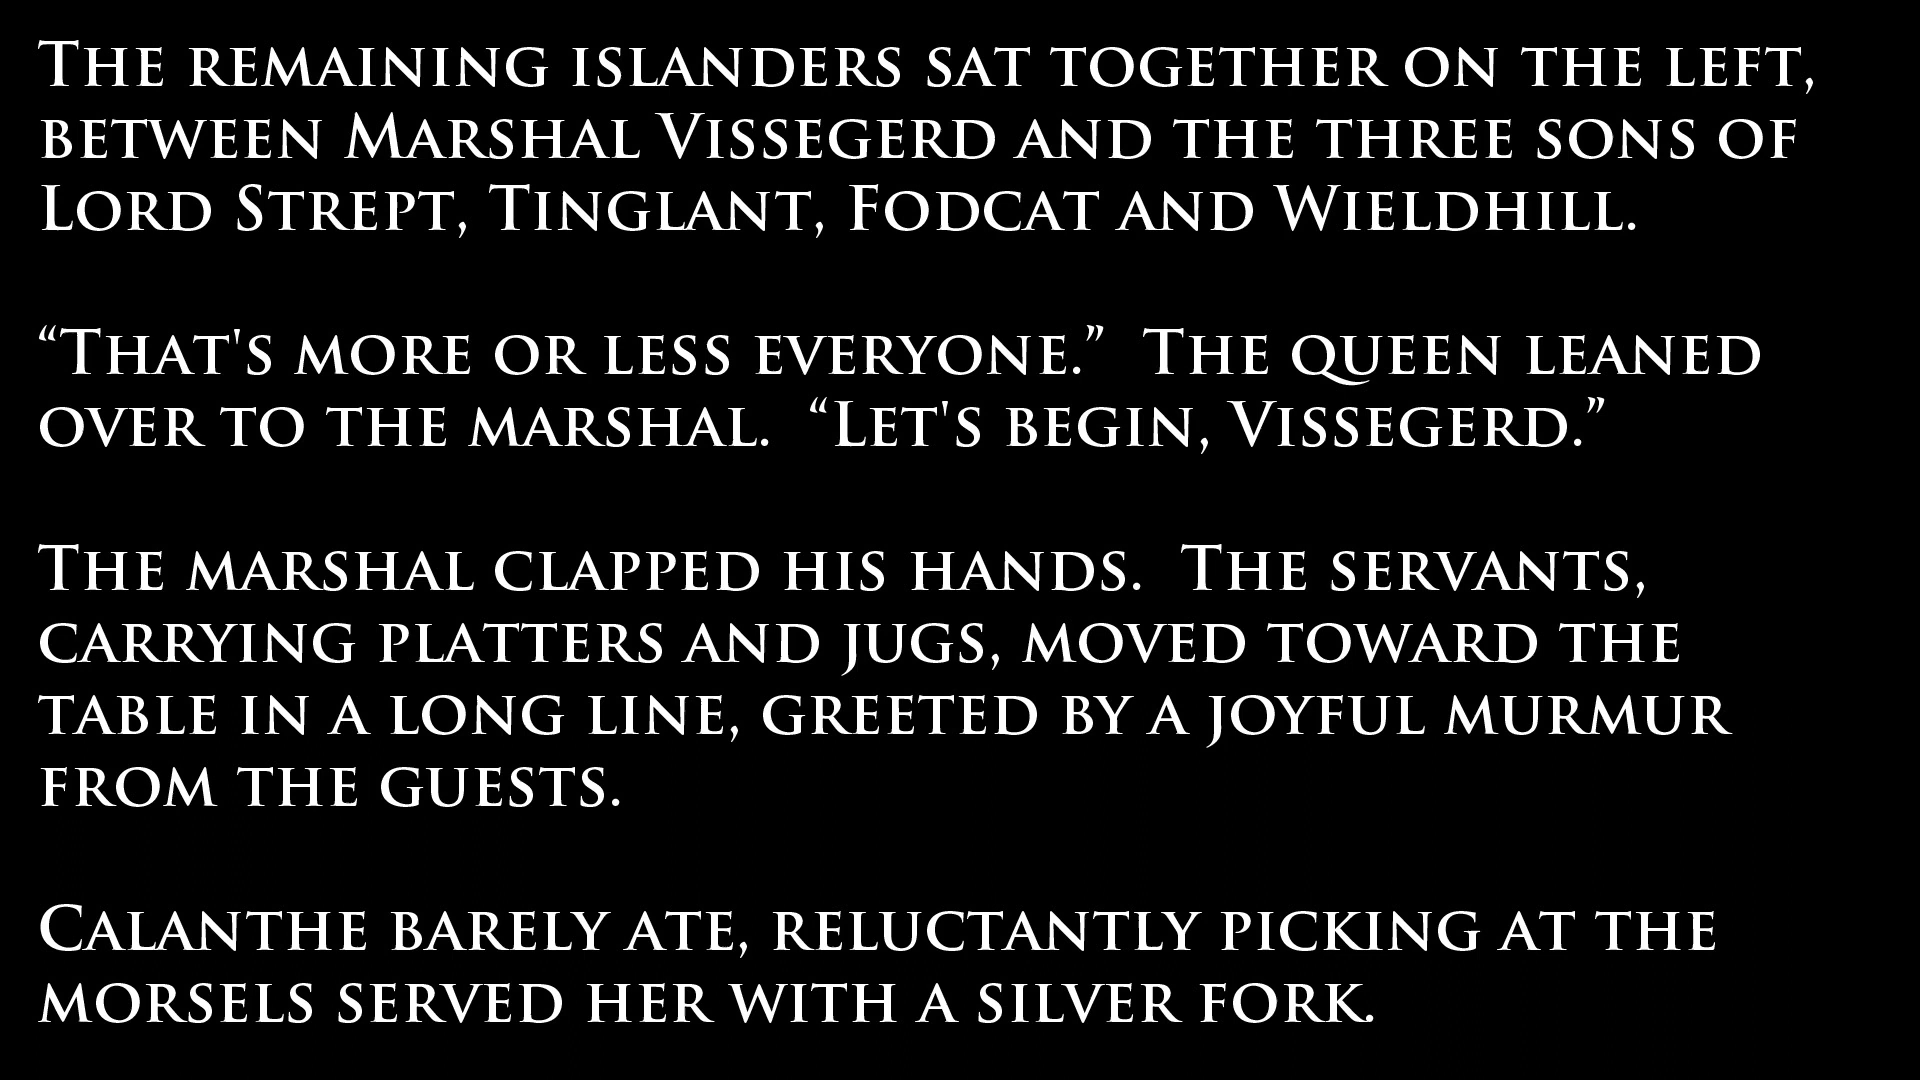 The remaining islanders sat together on the left,
between Marshal Vissegerd and the three sons of
Lord Strept, Tinglant, Fodcat and Wieldhill.
“That's more or less everyone.”  The queen leaned
over to the marshal.  “Let's begin, Vissegerd.”
The marshal clapped his hands.  The servants,
carrying platters and jugs, moved toward the
table in a long line, greeted by a joyful murmur
from the guests.
Calanthe barely ate, reluctantly picking at the
morsels served her with a silver fork.